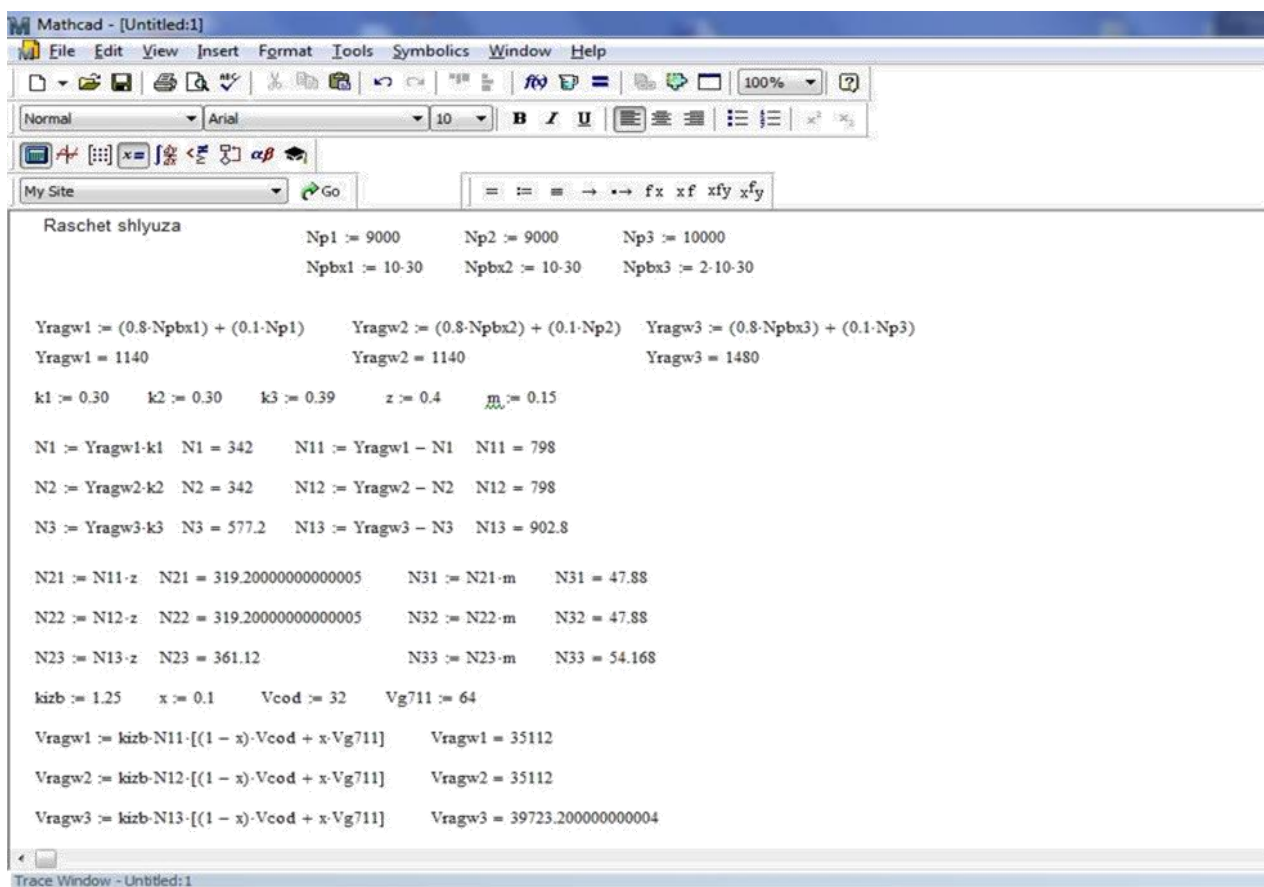 Mathcad - [Untitled:1]
File Edit View Insert Format Tools Symbolics Window Help
100%
Normal Arial 10 B I U
My Site Go = := ≡ → •→ fx xf xfy xfy
Raschet shlyuza
Np1 := 9000 Np2 := 9000 Np3 := 10000
Npbx1 := 10·30 Npbx2 := 10·30 Npbx3 := 2·10·30
Yragw1 := (0.8·Npbx1) + (0.1·Np1) Yragw2 := (0.8·Npbx2) + (0.1·Np2) Yragw3 := (0.8·Npbx3) + (0.1·Np3)
Yragw1 = 1140 Yragw2 = 1140 Yragw3 = 1480
k1 := 0.30 k2 := 0.30 k3 := 0.39 z := 0.4 m := 0.15
N1 := Yragw1·k1 N1 = 342 N11 := Yragw1 − N1 N11 = 798
N2 := Yragw2·k2 N2 = 342 N12 := Yragw2 − N2 N12 = 798
N3 := Yragw3·k3 N3 = 577.2 N13 := Yragw3 − N3 N13 = 902.8
N21 := N11·z N21 = 319.20000000000005 N31 := N21·m N31 = 47.88
N22 := N12·z N22 = 319.20000000000005 N32 := N22·m N32 = 47.88
N23 := N13·z N23 = 361.12 N33 := N23·m N33 = 54.168
kizb := 1.25 x := 0.1 Vcod := 32 Vg711 := 64
Vragw1 := kizb·N11·[(1 − x)·Vcod + x·Vg711] Vragw1 = 35112
Vragw2 := kizb·N12·[(1 − x)·Vcod + x·Vg711] Vragw2 = 35112
Vragw3 := kizb·N13·[(1 − x)·Vcod + x·Vg711] Vragw3 = 39723.200000000004
Trace Window - Untitled:1